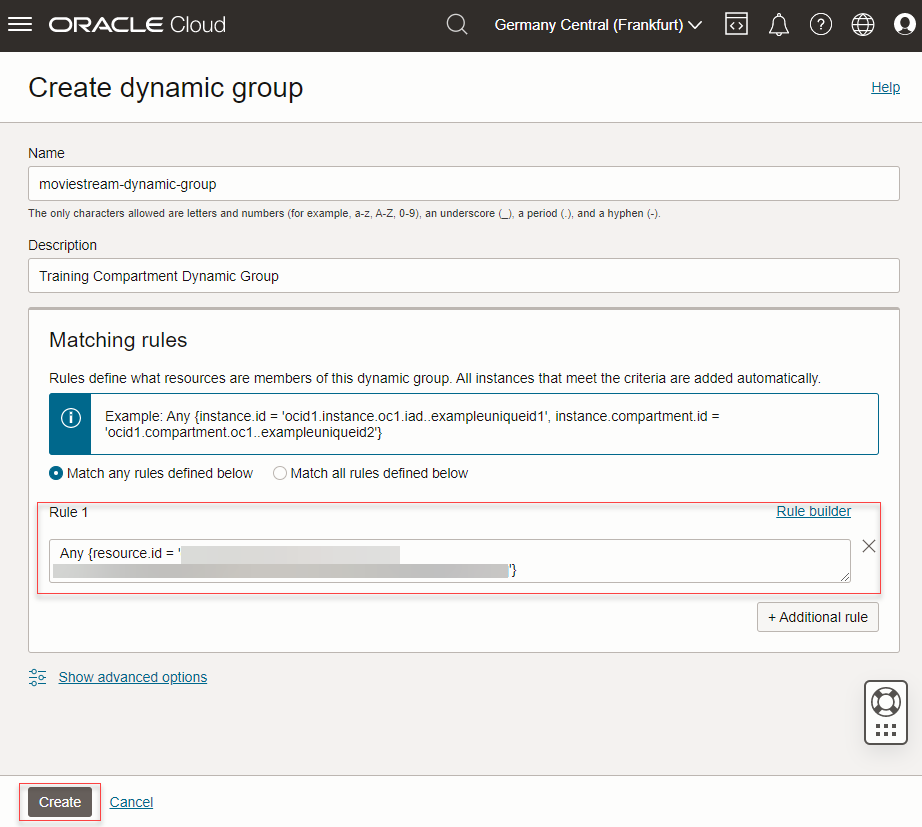 ORACLE Cloud
Germany Central (Frankfurt)
Create dynamic group
Help
Name
moviestream-dynamic-group
The only characters allowed are letters and numbers (for example, a-z, A-Z, 0-9), an underscore (_), a period (.), and a hyphen (-).
Description
Training Compartment Dynamic Group
Matching rules
Rules define what resources are members of this dynamic group. All instances that meet the criteria are added automatically.
Example: Any {instance.id = 'ocid1.instance.oc1.iad..exampleuniqueid1', instance.compartment.id =
'ocid1.compartment.oc1..exampleuniqueid2'}
Match any rules defined below
Match all rules defined below
Rule 1
Rule builder
Any {resource.id = '
'}
+ Additional rule
Show advanced options
Create
Cancel